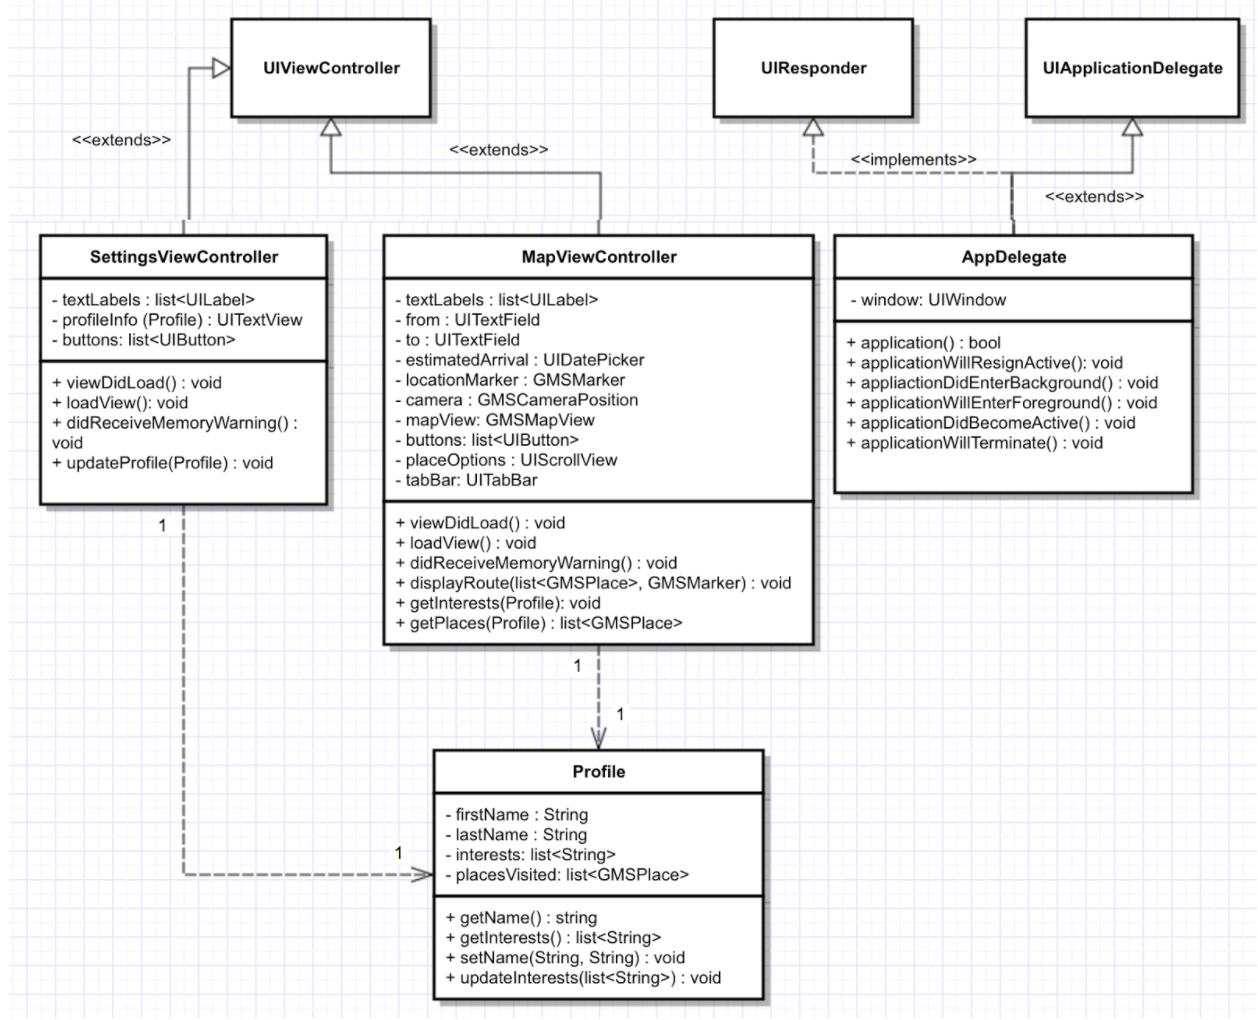 UIViewController
UIResponder
UIApplicationDelegate
<<extends>>
<<extends>>
<<implements>>
<<extends>>
SettingsViewController
- textLabels : list<UILabel>
- profileInfo (Profile) : UITextView
- buttons: list<UIButton>
+ viewDidLoad() : void
+ loadView(): void
+ didReceiveMemoryWarning() :
void
+ updateProfile(Profile) : void
MapViewController
- textLabels : list<UILabel>
- from : UITextField
- to : UITextField
- estimatedArrival : UIDatePicker
- locationMarker : GMSMarker
- camera : GMSCameraPosition
- mapView: GMSMapView
- buttons: list<UIButton>
- placeOptions : UIScrollView
- tabBar: UITabBar
+ viewDidLoad() : void
+ loadView() : void
+ didReceiveMemoryWarning() : void
+ displayRoute(list<GMSPlace>, GMSMarker) : void
+ getInterests(Profile): void
+ getPlaces(Profile) : list<GMSPlace>
AppDelegate
- window: UIWindow
+ application() : bool
+ applicationWillResignActive(): void
+ appliactionDidEnterBackground() : void
+ applicationWillEnterForeground() : void
+ applicationDidBecomeActive() : void
+ applicationWillTerminate() : void
1
1
1
1
Profile
- firstName : String
- lastName : String
- interests: list<String>
- placesVisited: list<GMSPlace>
+ getName() : string
+ getInterests() : list<String>
+ setName(String, String) : void
+ updateInterests(list<String>) : void